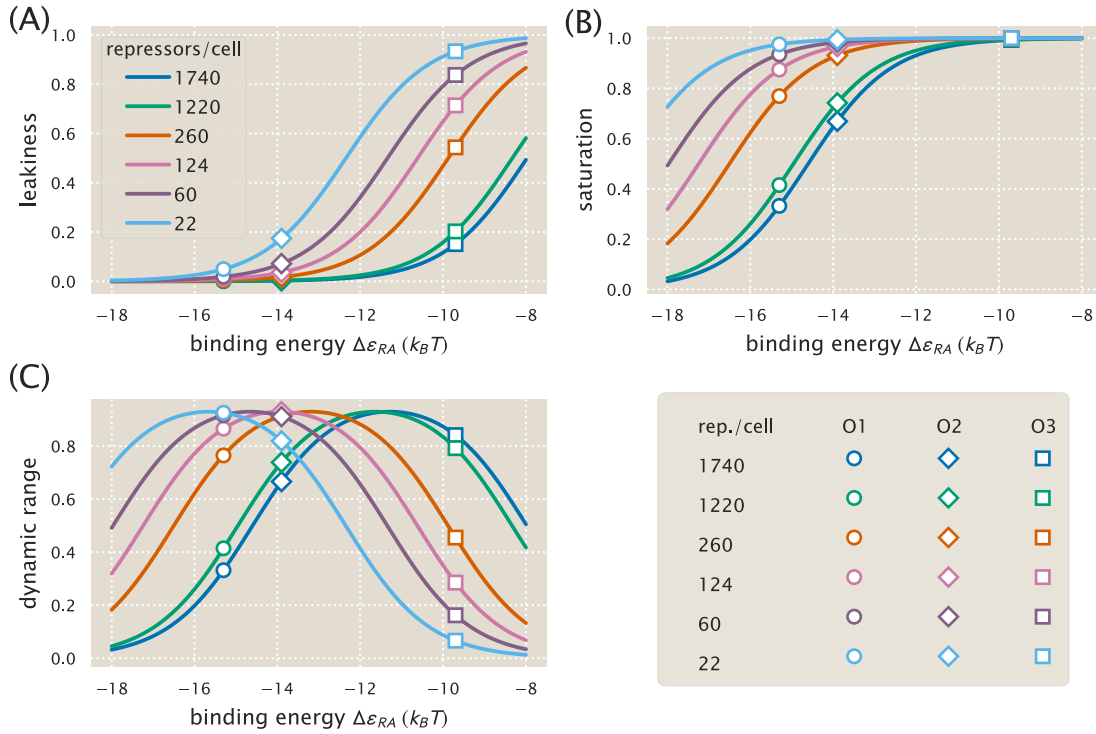 (A)
leakiness
1.0
0.8
0.6
0.4
0.2
0.0
repressors/cell
1740
1220
260
124
60
22
−18 −16 −14 −12 −10 −8
binding energy Δε_RA (k_BT)
(B)
saturation
1.0
0.8
0.6
0.4
0.2
0.0
−18 −16 −14 −12 −10 −8
binding energy Δε_RA (k_BT)
(C)
dynamic range
0.8
0.6
0.4
0.2
0.0
−18 −16 −14 −12 −10 −8
binding energy Δε_RA (k_BT)
rep./cell O1 O2 O3
1740
1220
260
124
60
22